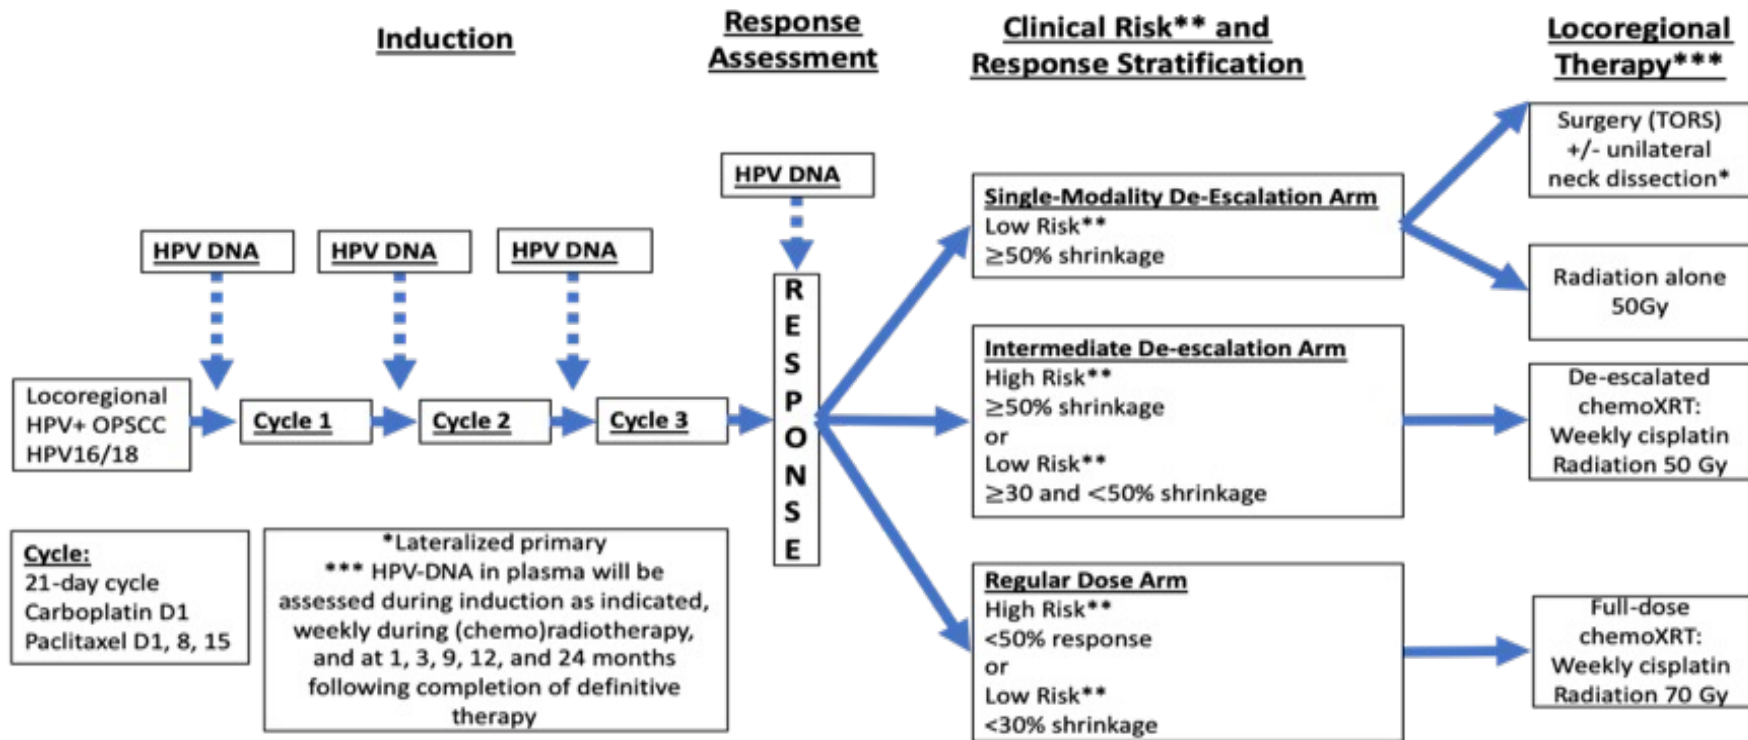 Induction
Response
Assessment
Clinical Risk** and
Response Stratification
Locoregional
Therapy***
HPV DNA
HPV DNA
HPV DNA
HPV DNA
Locoregional
HPV+ OPSCC
HPV16/18
Cycle 1
Cycle 2
Cycle 3
R
E
S
P
O
N
S
E
Single-Modality De-Escalation Arm
Low Risk**
≥50% shrinkage
Intermediate De-escalation Arm
High Risk**
≥50% shrinkage
or
Low Risk**
≥30 and <50% shrinkage
Regular Dose Arm
High Risk**
<50% response
or
Low Risk**
<30% shrinkage
Surgery (TORS)
+/- unilateral
neck dissection*
Radiation alone
50Gy
De-escalated
chemoXRT:
Weekly cisplatin
Radiation 50 Gy
Full-dose
chemoXRT:
Weekly cisplatin
Radiation 70 Gy
Cycle:
21-day cycle
Carboplatin D1
Paclitaxel D1, 8, 15
*Lateralized primary
*** HPV-DNA in plasma will be
assessed during induction as indicated,
weekly during (chemo)radiotherapy,
and at 1, 3, 9, 12, and 24 months
following completion of definitive
therapy